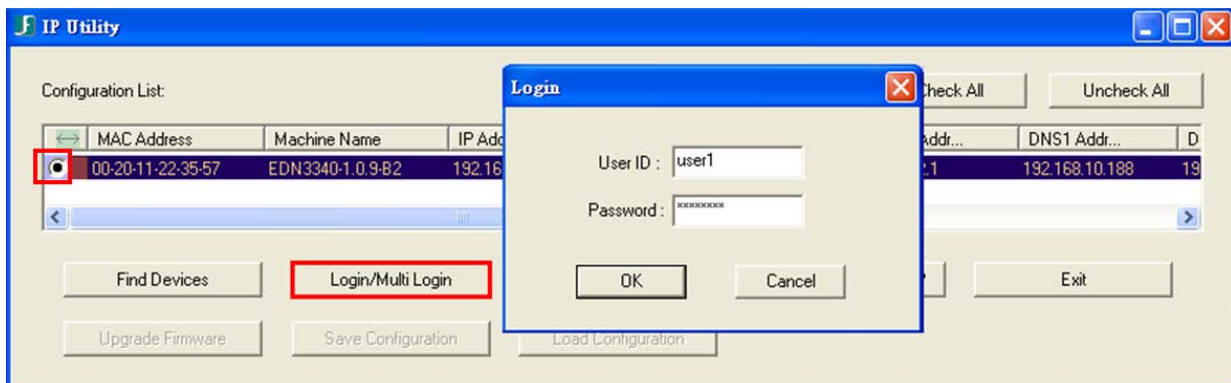 IP Utility
Login
Configuration List:
Check All
Uncheck All
MAC Address Machine Name IP Add Addr... DNS1 Addr... D
00-20-11-22-35-57 EDN3340-1.0.9-B2 192.16 2.1 192.168.10.188 19
User ID : user1
Password : ********
OK
Cancel
Find Devices
Login/Multi Login
Exit
Upgrade Firmware
Save Configuration
Load Configuration